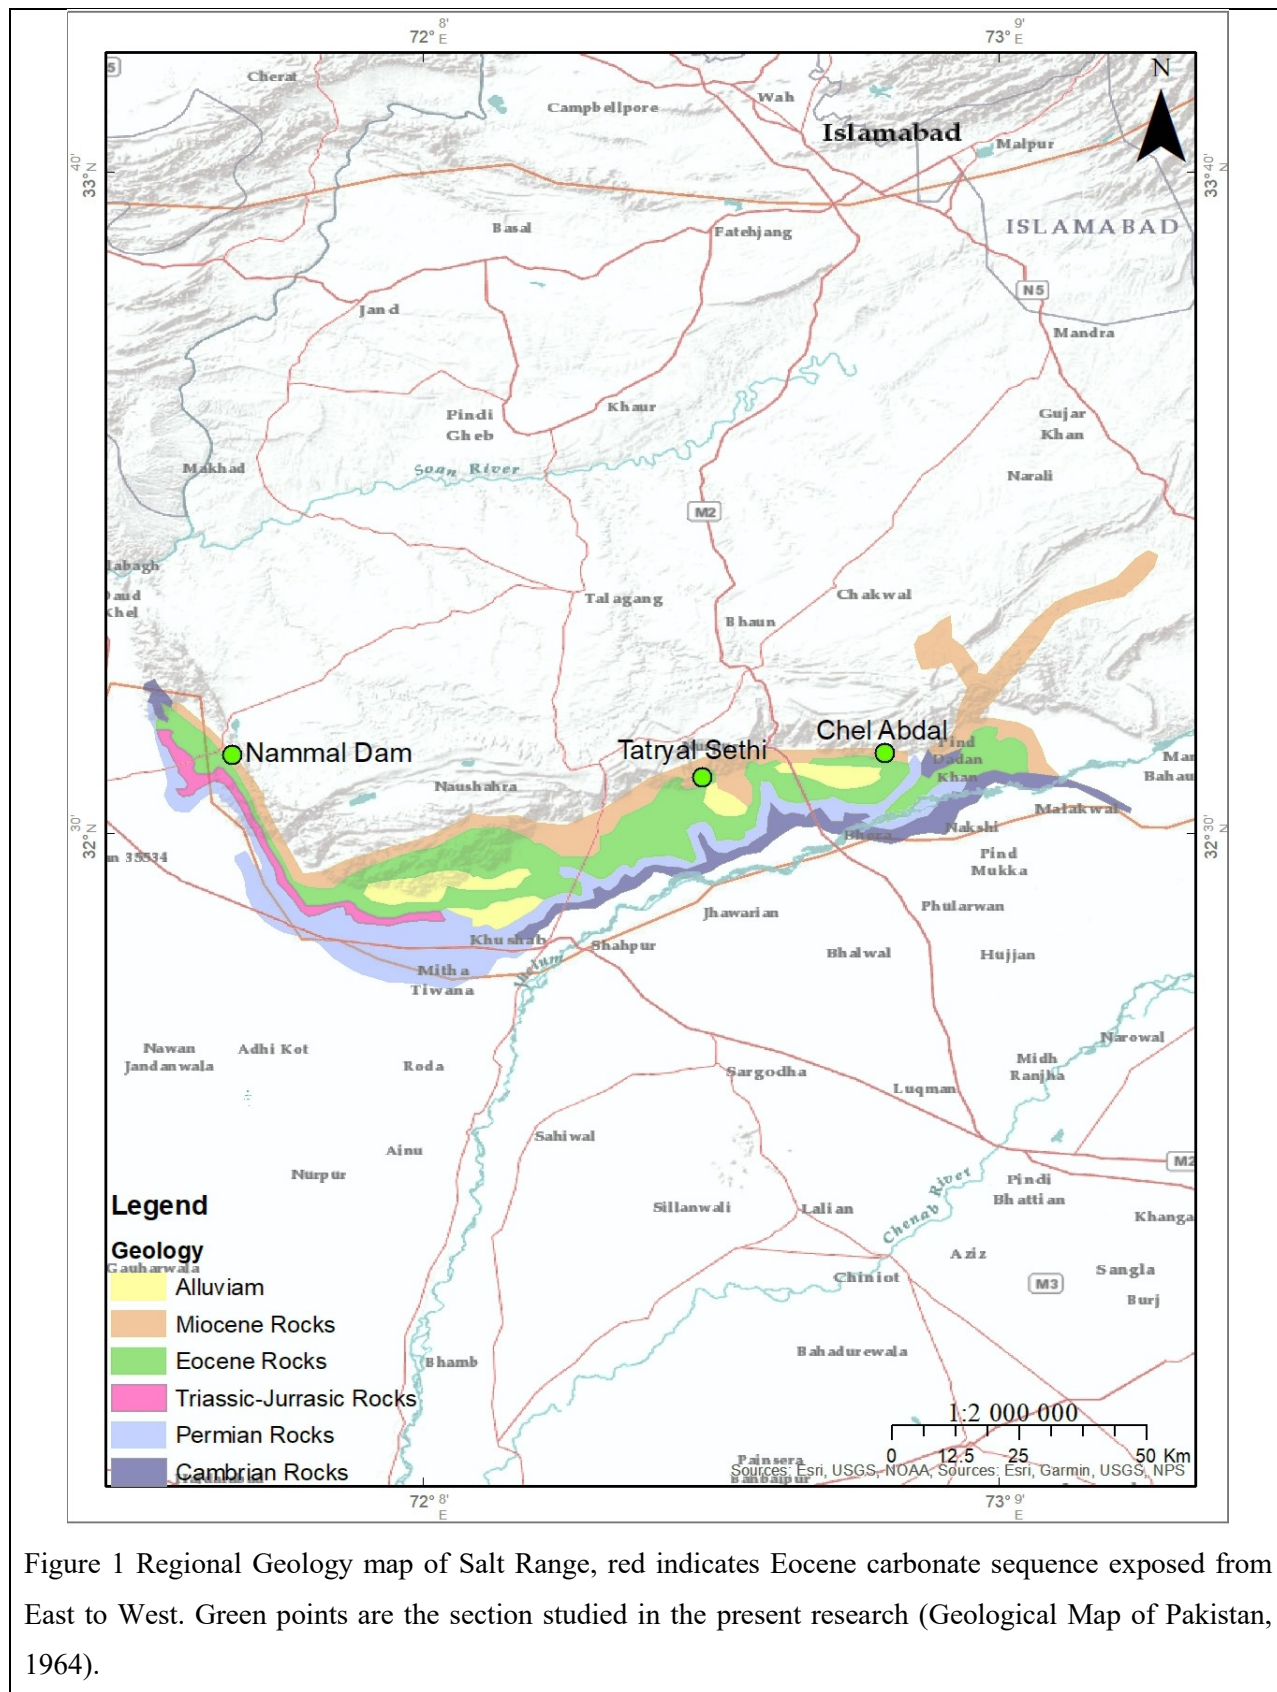 8'
72° E
9'
73° E
N
5
Cherat
Campbellpore
Wah
Islamabad
Malpur
40'
33° N
33° 40'
Basal
Fatehjang
ISLAMABAD
N5
Jand
Mandra
Pindi
Gheb
Khaur
Gujar
Khan
Makhad
Soan River
Narali
M2
labagh
Daud
Khel
Talagang
Chakwal
Bhaun
Chel Abdal
Nammal Dam
Tatryal Sethi
Pind
Dadan
Khan
Naushahra
Malakwal
30'
32° N
32° 30'
Bhera
Nakshi
35534
Pind
Mukka
Jhawarian
Phularwan
Khushab
Shahpur
Bhalwal
Hujjan
Jhelum
Mitha
Tiwana
Nawan
Jandanwala
Adhi Kot
Roda
Narowal
Midh
Ranjha
Sargodha
Luqman
Sahiwal
Ainu
Nurpur
M2
Pindi
Bhattian
Chenab River
Sillanwali
Lalian
Khanga
Legend
Geology
Gauharwala
Aziz
Sangla
Chiniot
M3
Burj
Alluviam
Miocene Rocks
Eocene Rocks
Bhamb
Bahadurewala
Triassic-Jurrasic Rocks
Permian Rocks
Cambrian Rocks
1:2 000 000
0 12.5 25 50 Km
Painsera
Sources: Esri, USGS, NOAA, Sources: Esri, Garmin, USGS, NPS
72° 8'
E
73° 9'
E
Figure 1 Regional Geology map of Salt Range, red indicates Eocene carbonate sequence exposed from
East to West. Green points are the section studied in the present research (Geological Map of Pakistan,
1964).